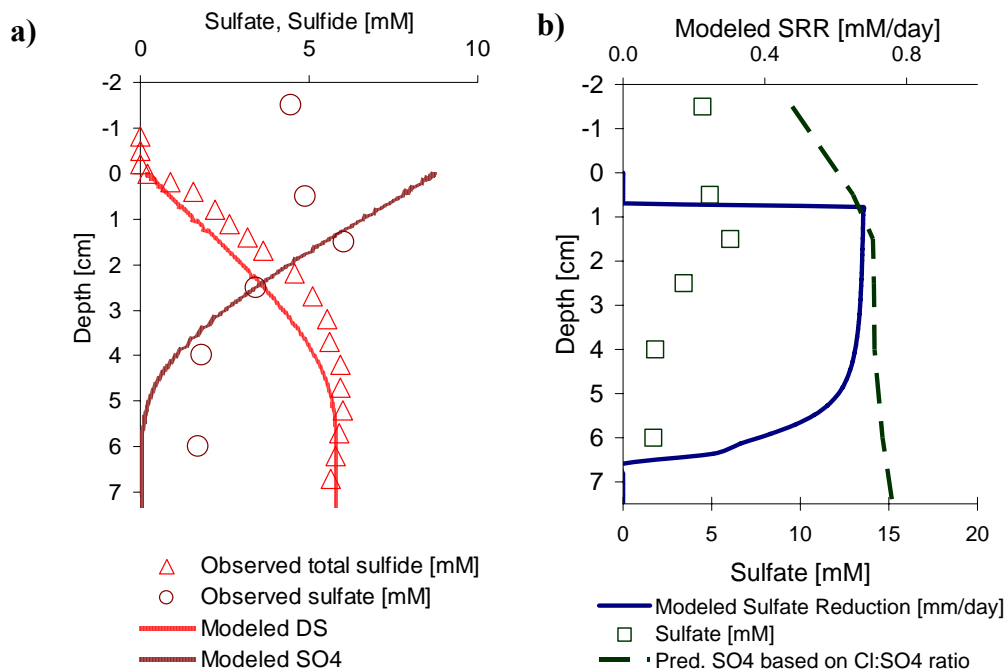 a)
Sulfate, Sulfide [mM]
0 5 10
-2
-1
0
1
2
3
4
5
6
7
Depth [cm]
Observed total sulfide [mM]
Observed sulfate [mM]
Modeled DS
Modeled SO4
b)
Modeled SRR [mM/day]
0.0 0.4 0.8
-2
0
2
3
4
5
6
7
Depth [cm]
0 5 10 15 20
Sulfate [mM]
Modeled Sulfate Reduction [mm/day]
Sulfate [mM]
Pred. SO4 based on Cl:SO4 ratio